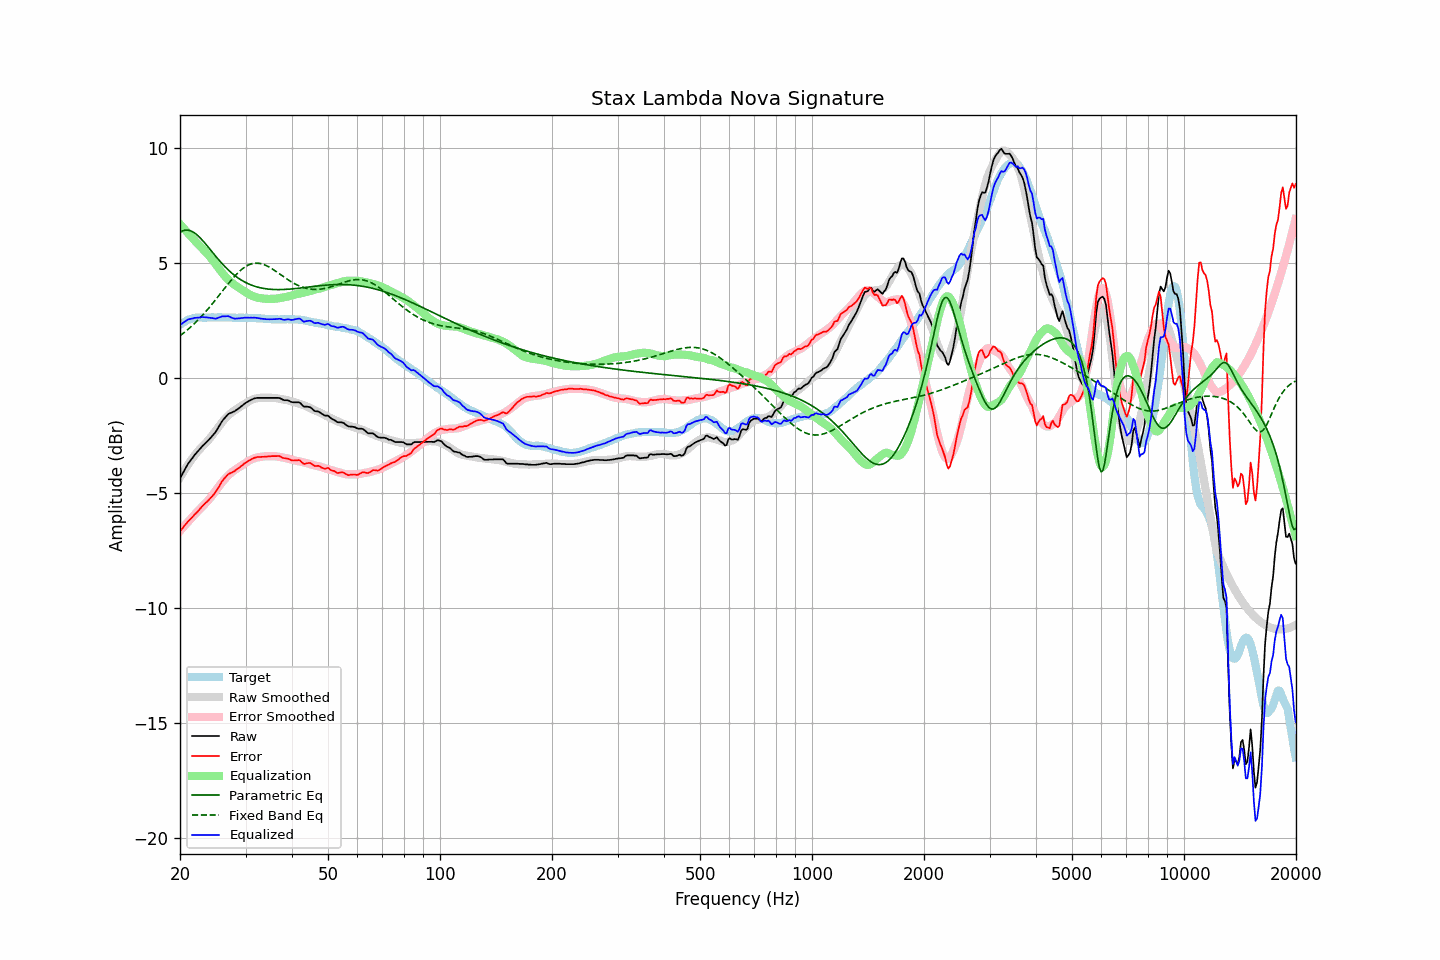 Stax Lambda Nova Signature
Amplitude (dBr)
10
5
0
−5
−10
−15
−20
Target
Raw Smoothed
Error Smoothed
Raw
Error
Equalization
Parametric Eq
Fixed Band Eq
Equalized
20 50 100 200 500 1000 2000 5000 10000 20000
Frequency (Hz)